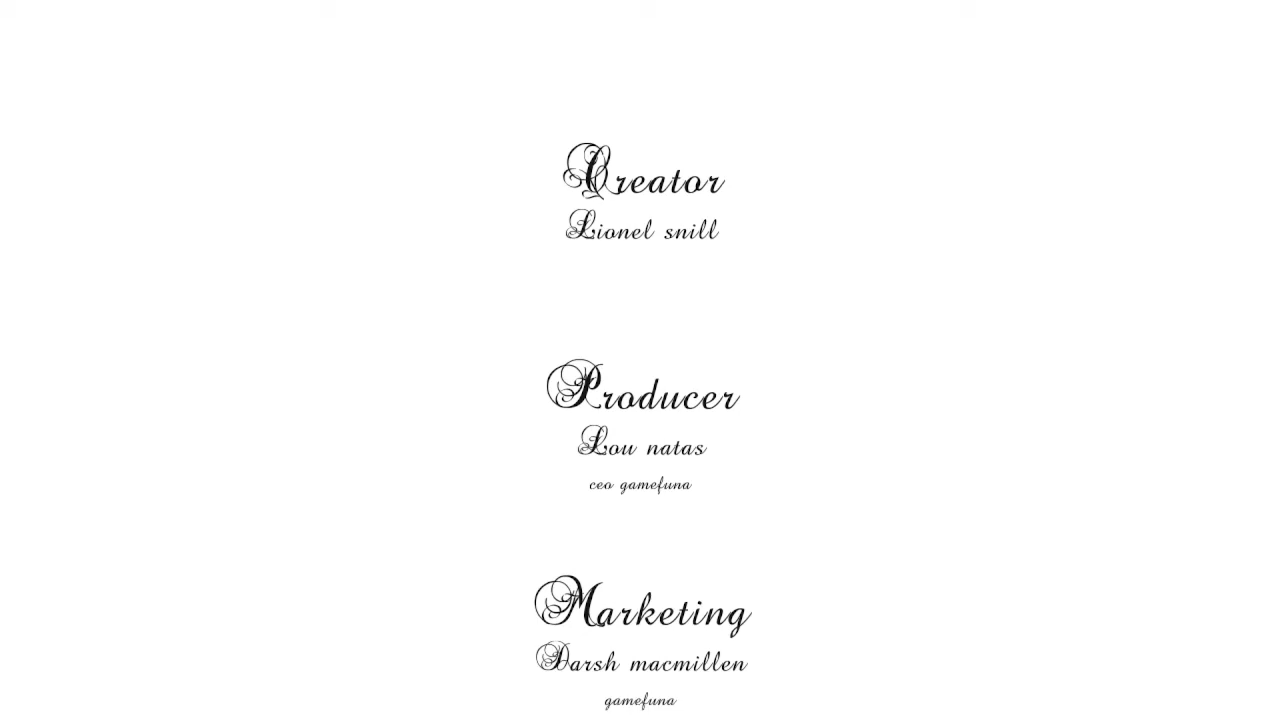 Creator
Lionel snill
Producer
Lou natas
ceo gamefuna
Marketing
Darsh macmillen
gamefuna